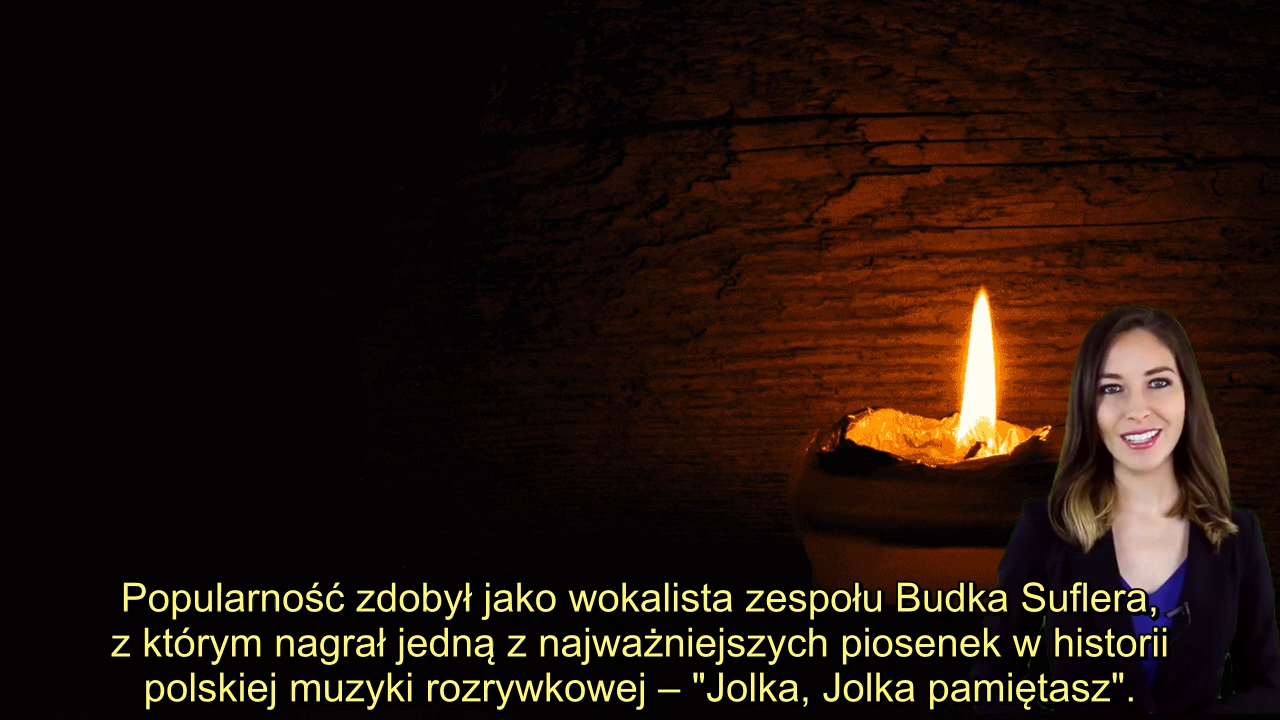 Popularność zdobył jako wokalista zespołu Budka Suflera,
z którym nagrał jedną z najważniejszych piosenek w historii
polskiej muzyki rozrywkowej – "Jolka, Jolka pamiętasz".